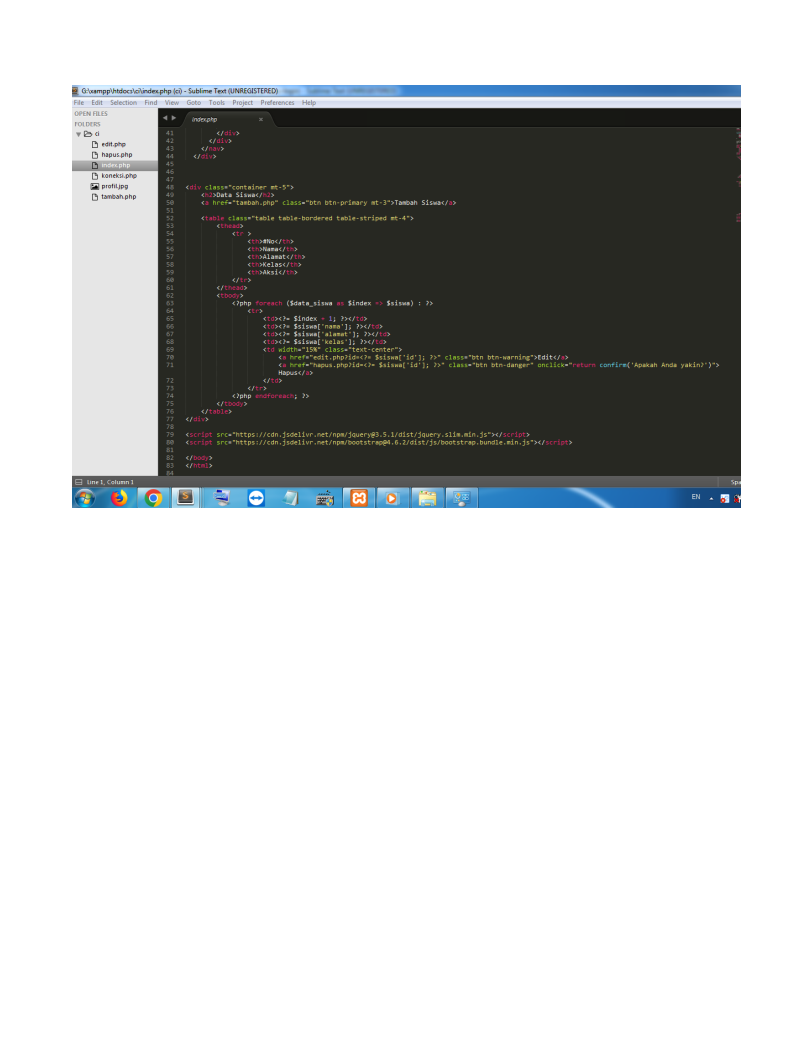 G:\xampp\htdocs\ci\index.php (ci) - Sublime Text (UNREGISTERED)
File Edit Selection Find View Goto Tools Project Preferences Help
OPEN FILES
FOLDERS
ci
edit.php
hapus.php
index.php
koneksi.php
profil.jpg
tambah.php
index.php ×
41 </div>
42 </div>
43 </nav>
44 </div>
45
46
47
48 <div class="container mt-5">
49 <h2>Data Siswa</h2>
50 <a href="tambah.php" class="btn btn-primary mt-3">Tambah Siswa</a>
51
52 <table class="table table-bordered table-striped mt-4">
53 <thead>
54 <tr >
55 <th>#No</th>
56 <th>Nama</th>
57 <th>Alamat</th>
58 <th>Kelas</th>
59 <th>Aksi</th>
60 </tr>
61 </thead>
62 <tbody>
63 <?php foreach ($data_siswa as $index => $siswa) : ?>
64 <tr>
65 <td><?= $index + 1; ?></td>
66 <td><?= $siswa['nama']; ?></td>
67 <td><?= $siswa['alamat']; ?></td>
68 <td><?= $siswa['kelas']; ?></td>
69 <td width="15%" class="text-center">
70 <a href="edit.php?id=<?= $siswa['id']; ?>" class="btn btn-warning">Edit</a>
71 <a href="hapus.php?id=<?= $siswa['id']; ?>" class="btn btn-danger" onclick="return confirm('Apakah Anda yakin?')">
Hapus</a>
72 </td>
73 </tr>
74 <?php endforeach; ?>
75 </tbody>
76 </table>
77 </div>
78
79 <script src="https://cdn.jsdelivr.net/npm/jquery@3.5.1/dist/jquery.slim.min.js"></script>
80 <script src="https://cdn.jsdelivr.net/npm/bootstrap@4.6.2/dist/js/bootstrap.bundle.min.js"></script>
81
82 </body>
83 </html>
84
Line 1, Column 1
Spa
EN